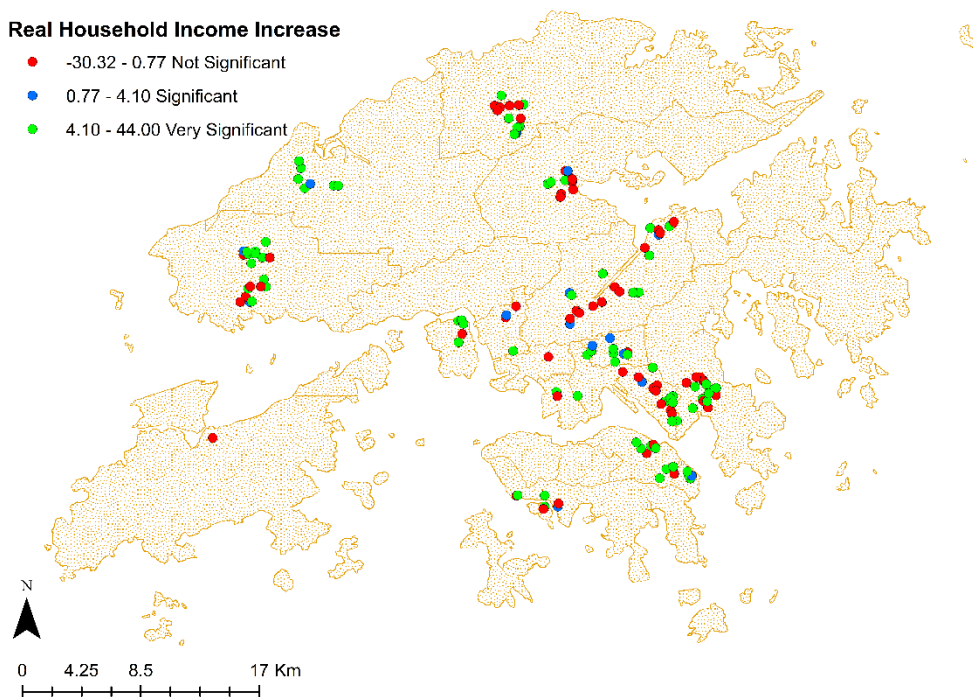 Real Household Income Increase
-30.32 - 0.77 Not Significant
0.77 - 4.10 Significant
4.10 - 44.00 Very Significant
N
0 4.25 8.5 17 Km